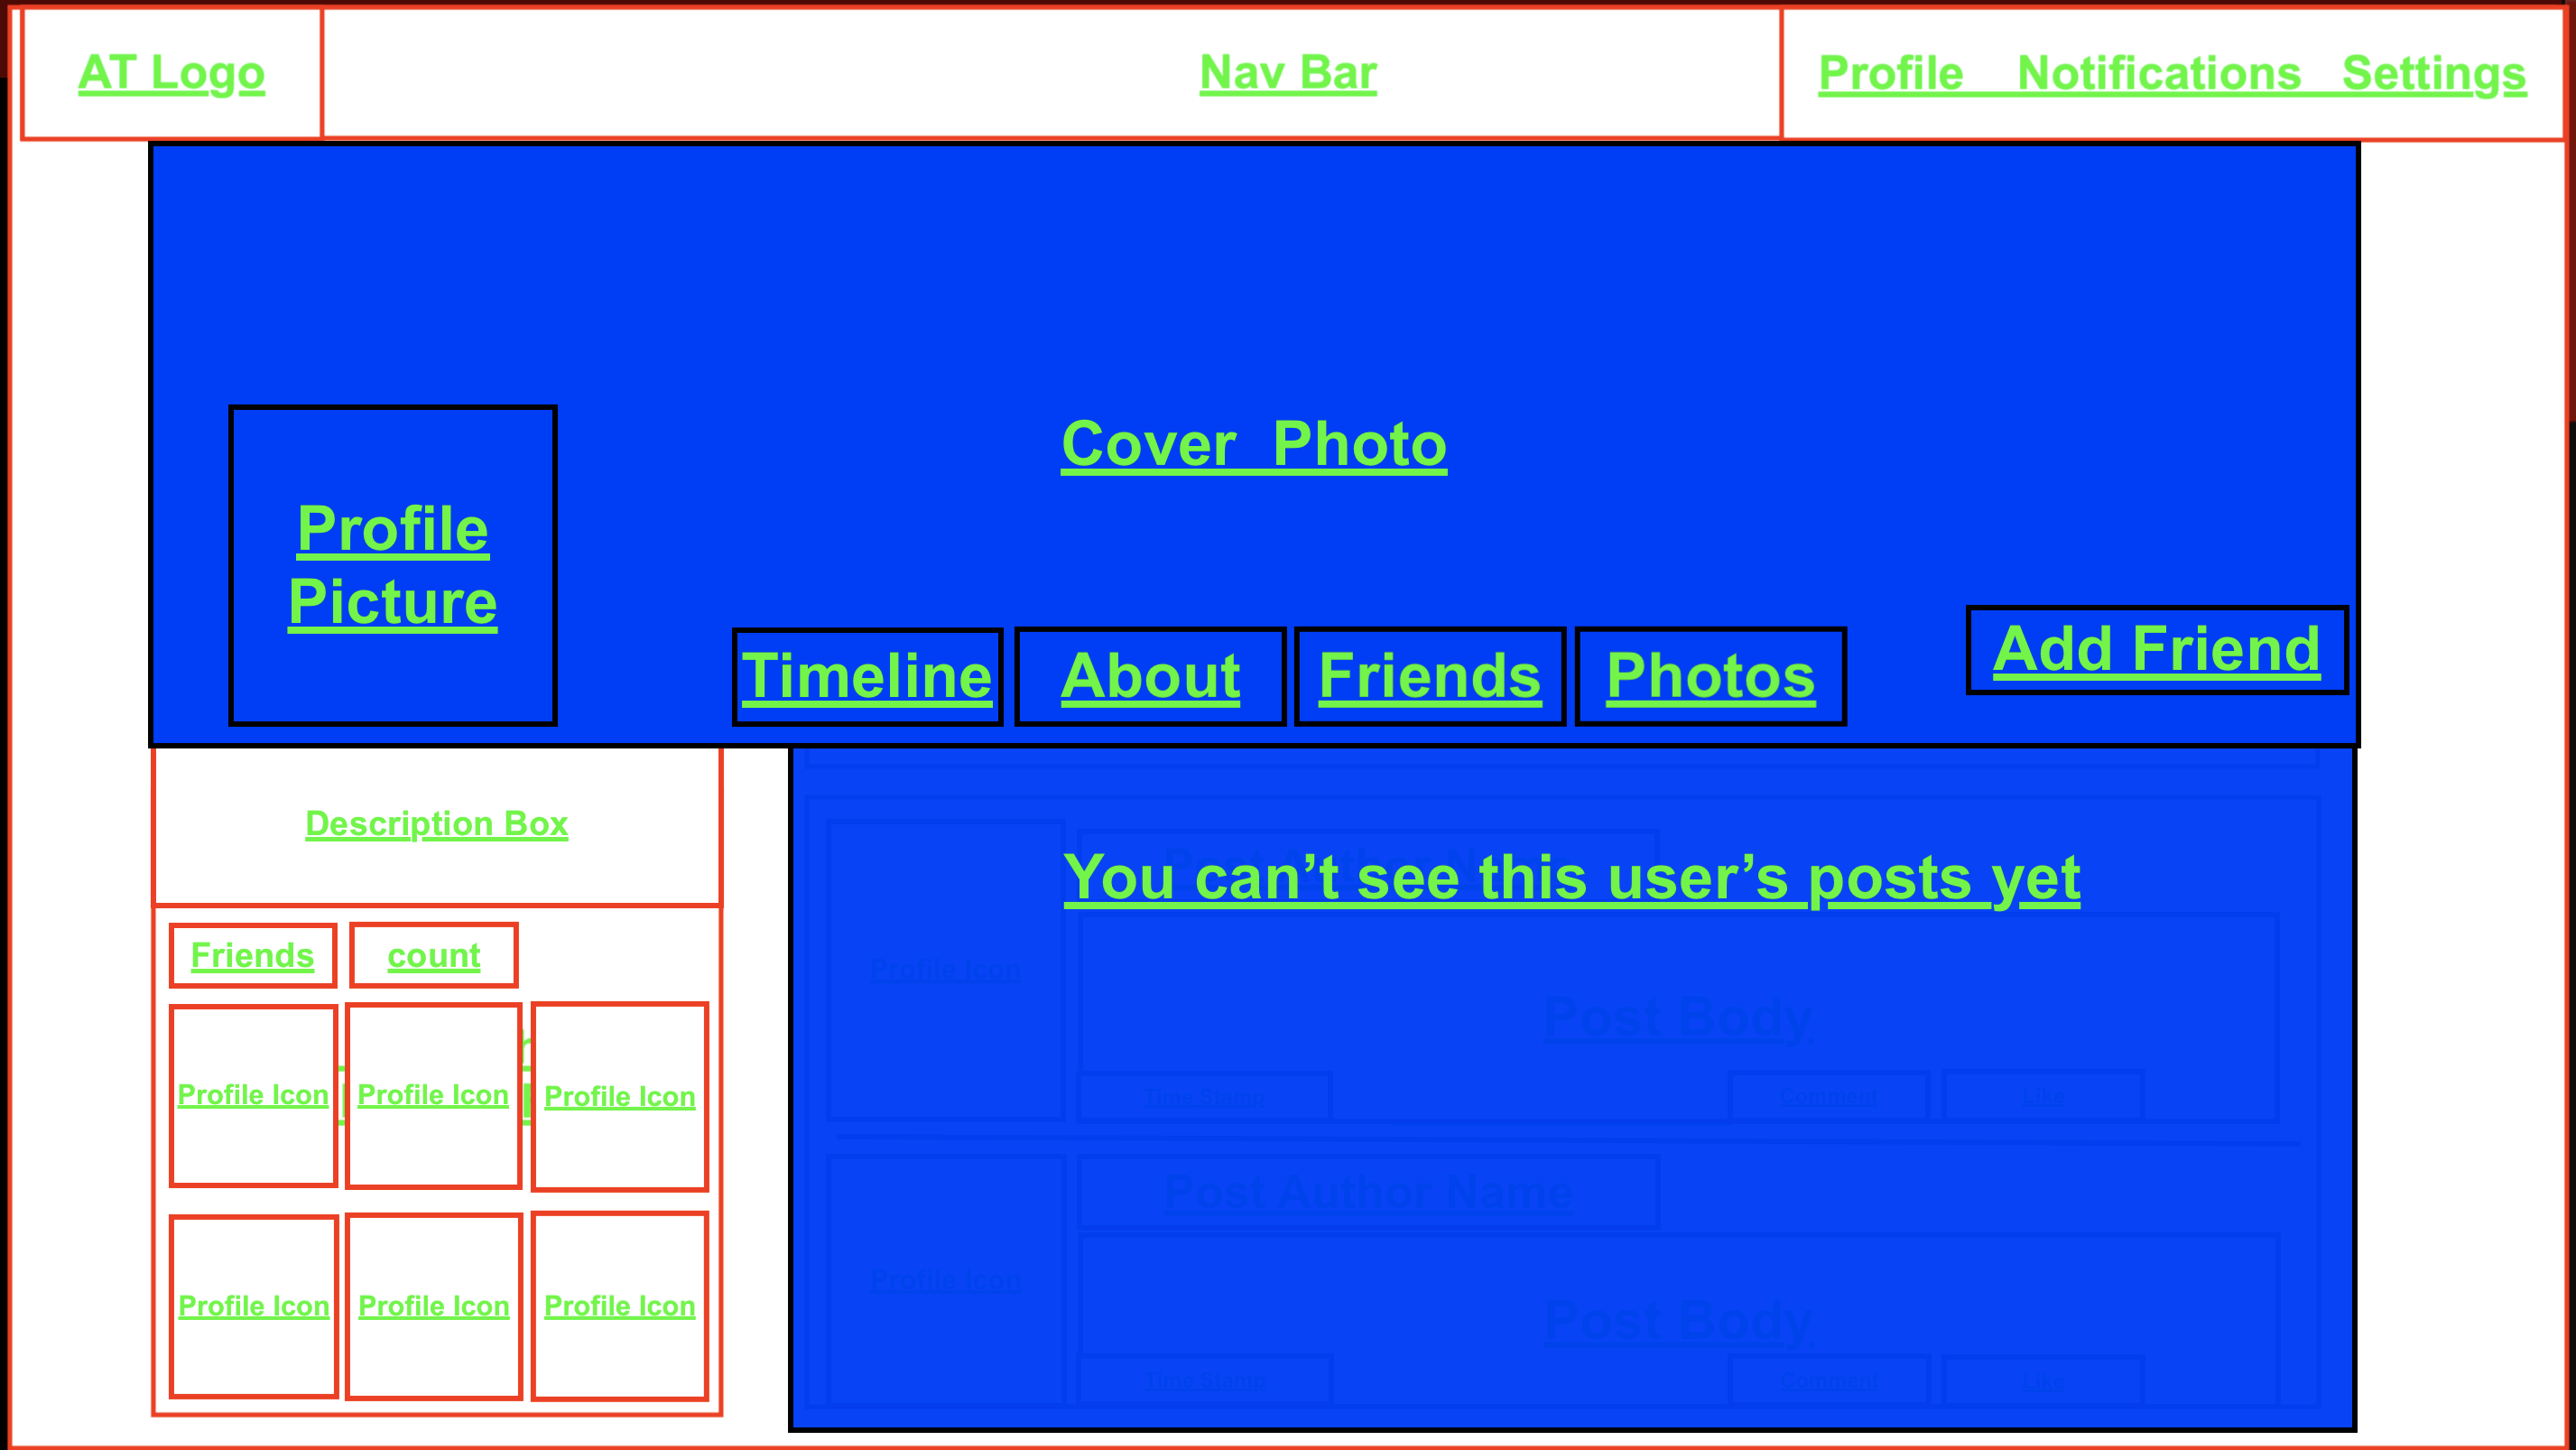 AT Logo
Nav Bar
Profile Notifications Settings
Cover Photo
Profile
Picture
Timeline
About
Friends
Photos
Add Friend
Description Box
Friends
count
Profile Icon
Profile Icon
Profile Icon
Profile Icon
Profile Icon
Profile Icon
You can’t see this user’s posts yet
Post Author Name
Profile Icon
Post Body
Time Stamp
Comment
Like
Post Author Name
Profile Icon
Post Body
Time Stamp
Comment
Like